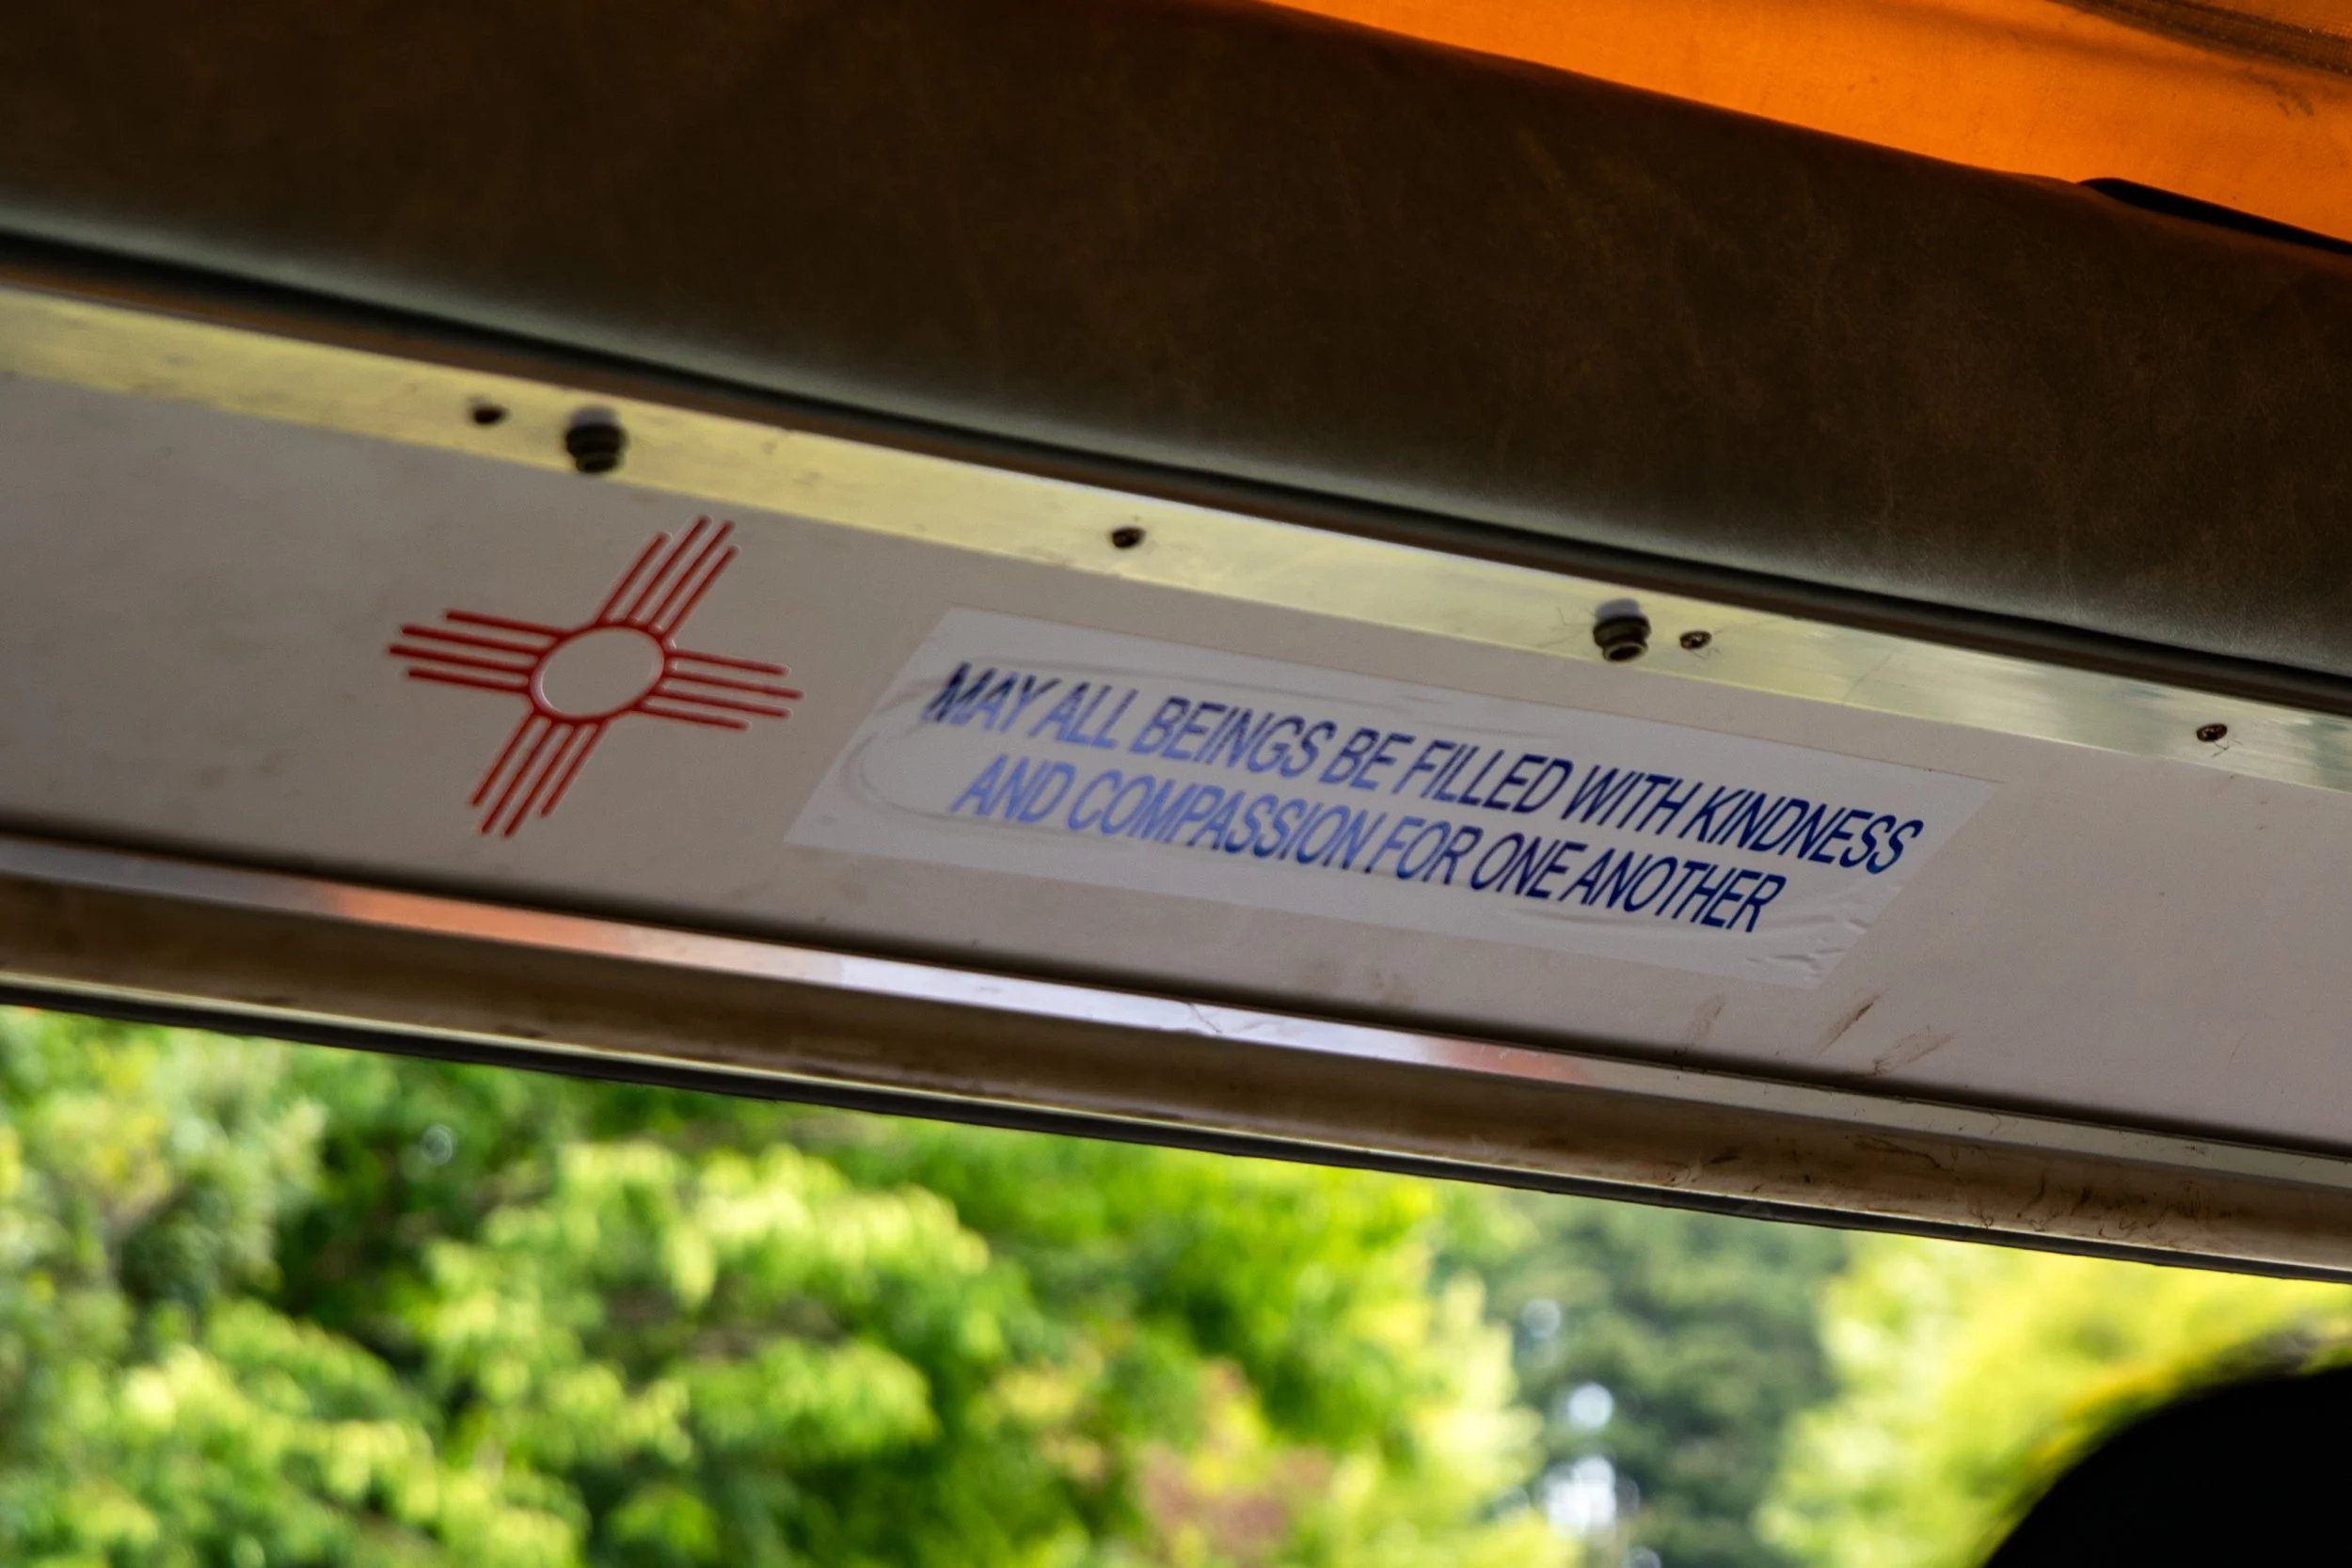 MAY ALL BEINGS BE FILLED WITH KINDNESS
AND COMPASSION FOR ONE ANOTHER